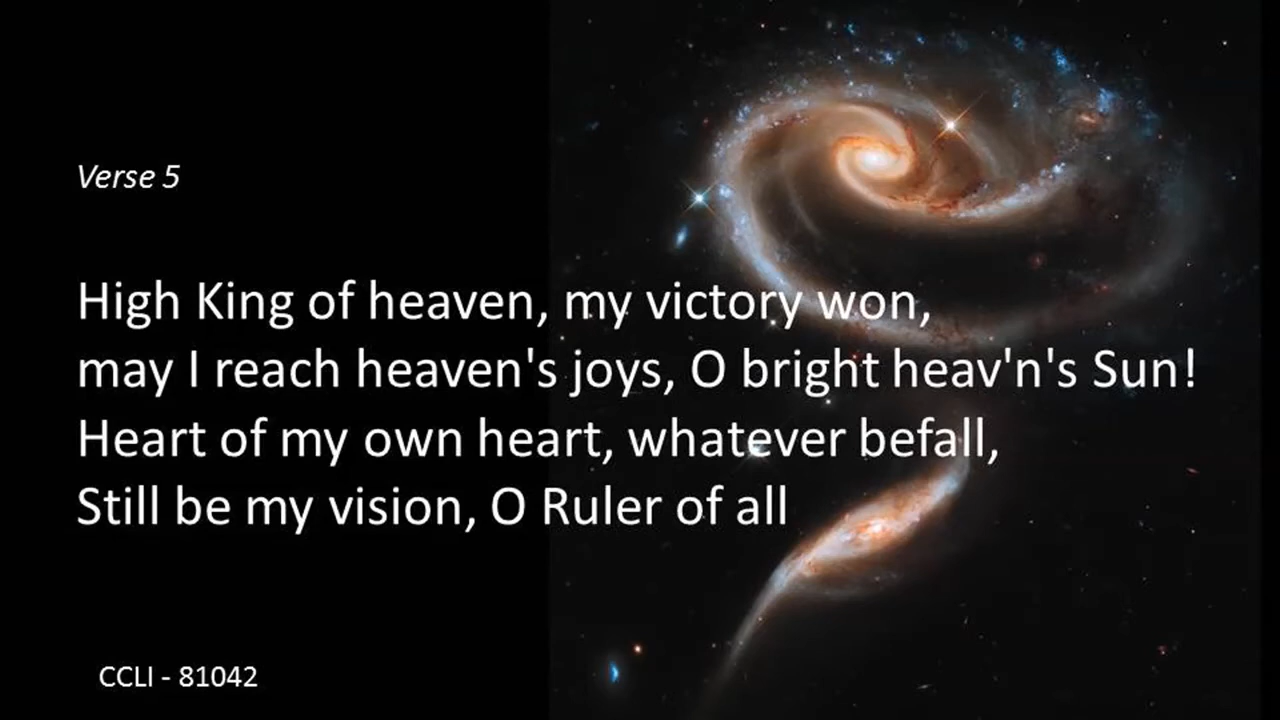 Verse 5
High King of heaven, my victory won,
may I reach heaven's joys, O bright heav'n's Sun!
Heart of my own heart, whatever befall,
Still be my vision, O Ruler of all
CCLI - 81042